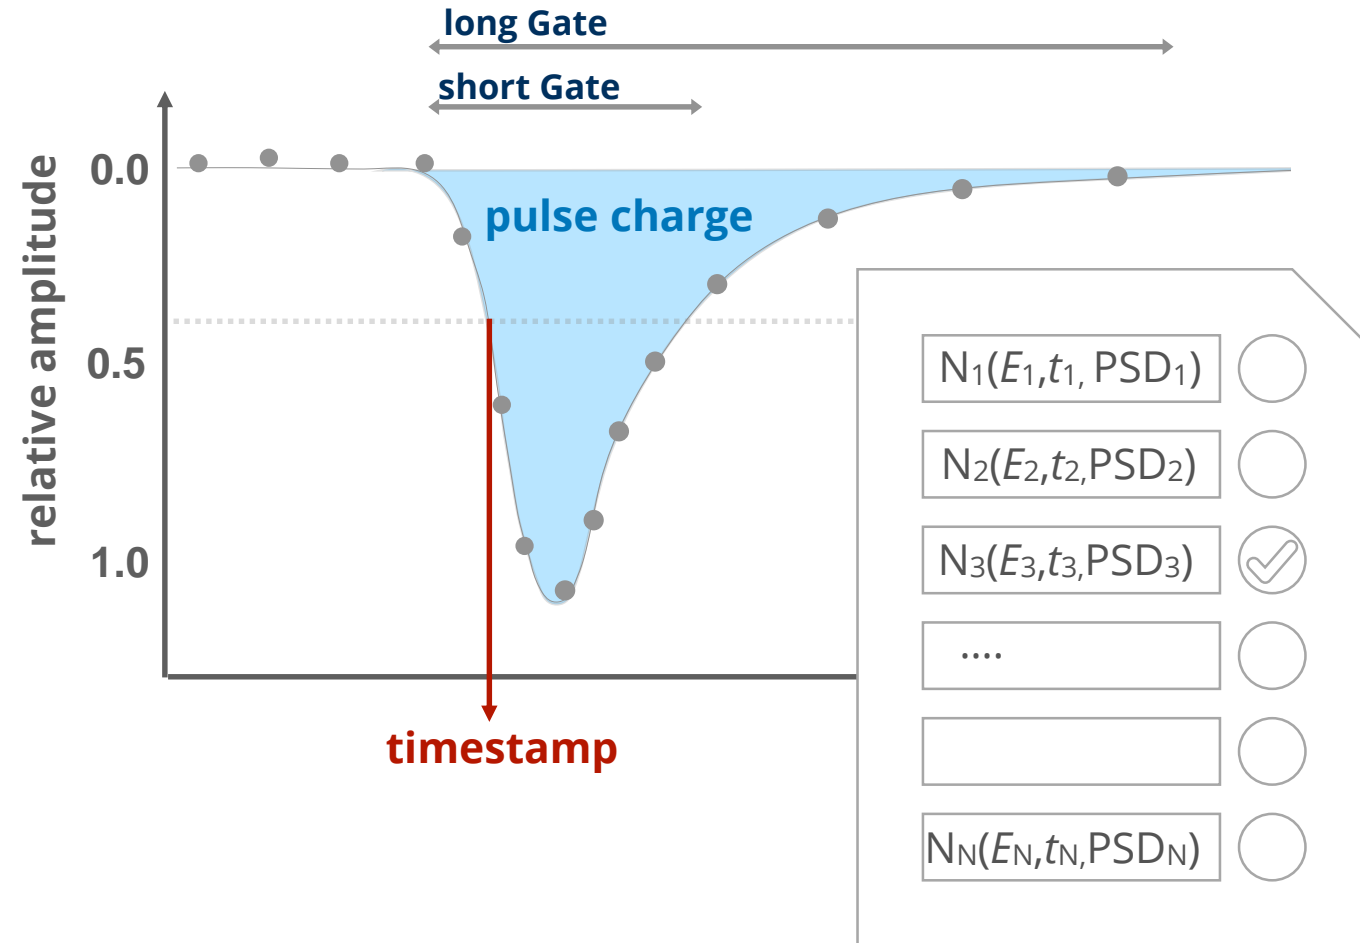 long Gate
short Gate
relative amplitude
0.0
pulse charge
0.5
1.0
timestamp
N1(E1,t1, PSD1)
N2(E2,t2,PSD2)
N3(E3,t3,PSD3)
....
NN(EN,tN,PSDN)